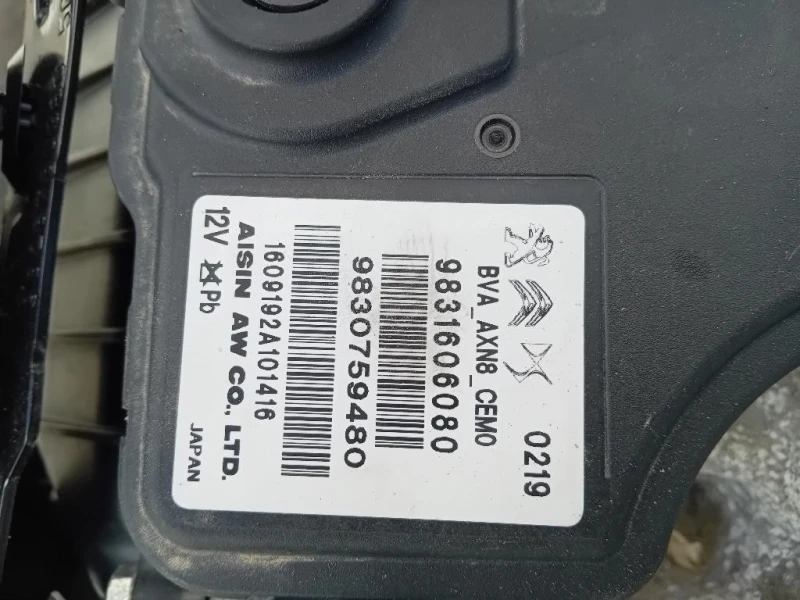 0219
BVA_AXN8_CEM0
9831606080
9830759480
1609192A101416
AISIN AW CO., LTD.
12V Pb JAPAN